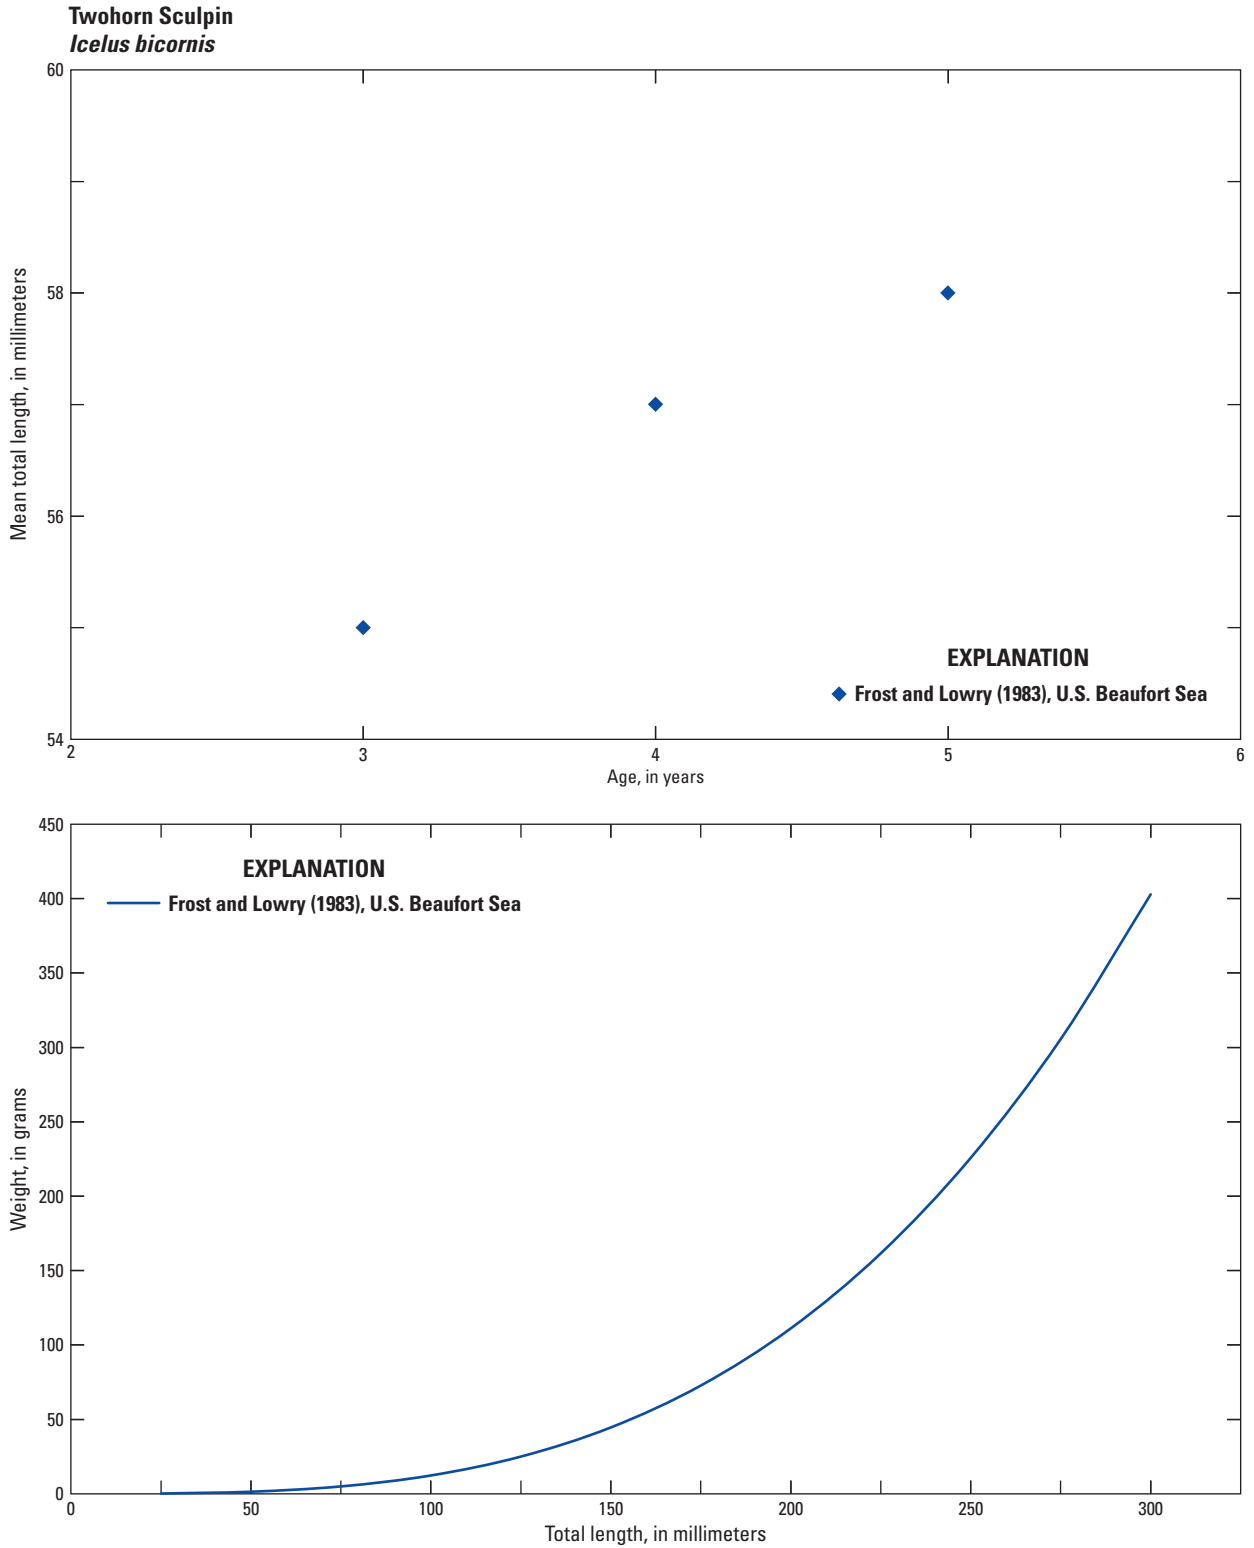 Twohorn Sculpin
Icelus bicornis
60
58
56
54
Mean total length, in millimeters
EXPLANATION
Frost and Lowry (1983), U.S. Beaufort Sea
2 3 4 5 6
Age, in years
450
400
350
300
250
200
150
100
50
0
Weight, in grams
EXPLANATION
Frost and Lowry (1983), U.S. Beaufort Sea
0 50 100 150 200 250 300
Total length, in millimeters